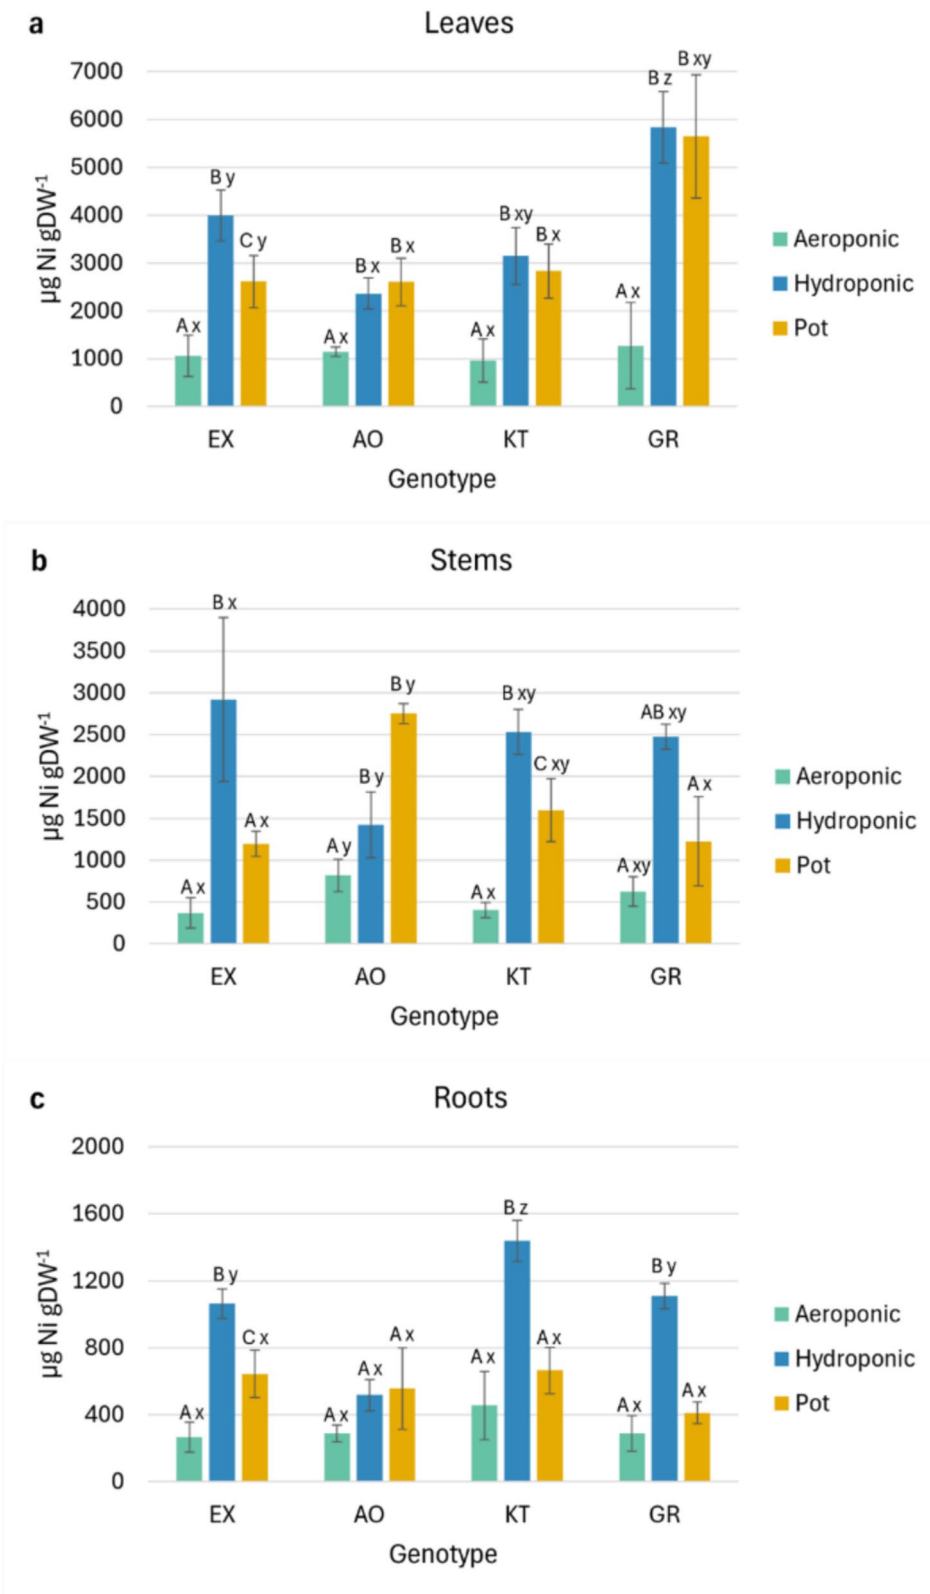 a
Leaves
µg Ni gDW-1
7000
6000
5000
4000
3000
2000
1000
0
A x
B y
C y
A x
B x
B x
A x
B xy
B x
A x
B z
B xy
EX
AO
KT
GR
Genotype
Aeroponic
Hydroponic
Pot
b
Stems
µg Ni gDW-1
4000
3500
3000
2500
2000
1500
1000
500
0
A x
B x
A x
A y
B y
B y
A x
B xy
C xy
A xy
AB xy
A x
EX
AO
KT
GR
Genotype
Aeroponic
Hydroponic
Pot
c
Roots
µg Ni gDW-1
2000
1600
1200
800
400
0
A x
B y
C x
A x
A x
A x
A x
B z
A x
A x
B y
A x
EX
AO
KT
GR
Genotype
Aeroponic
Hydroponic
Pot